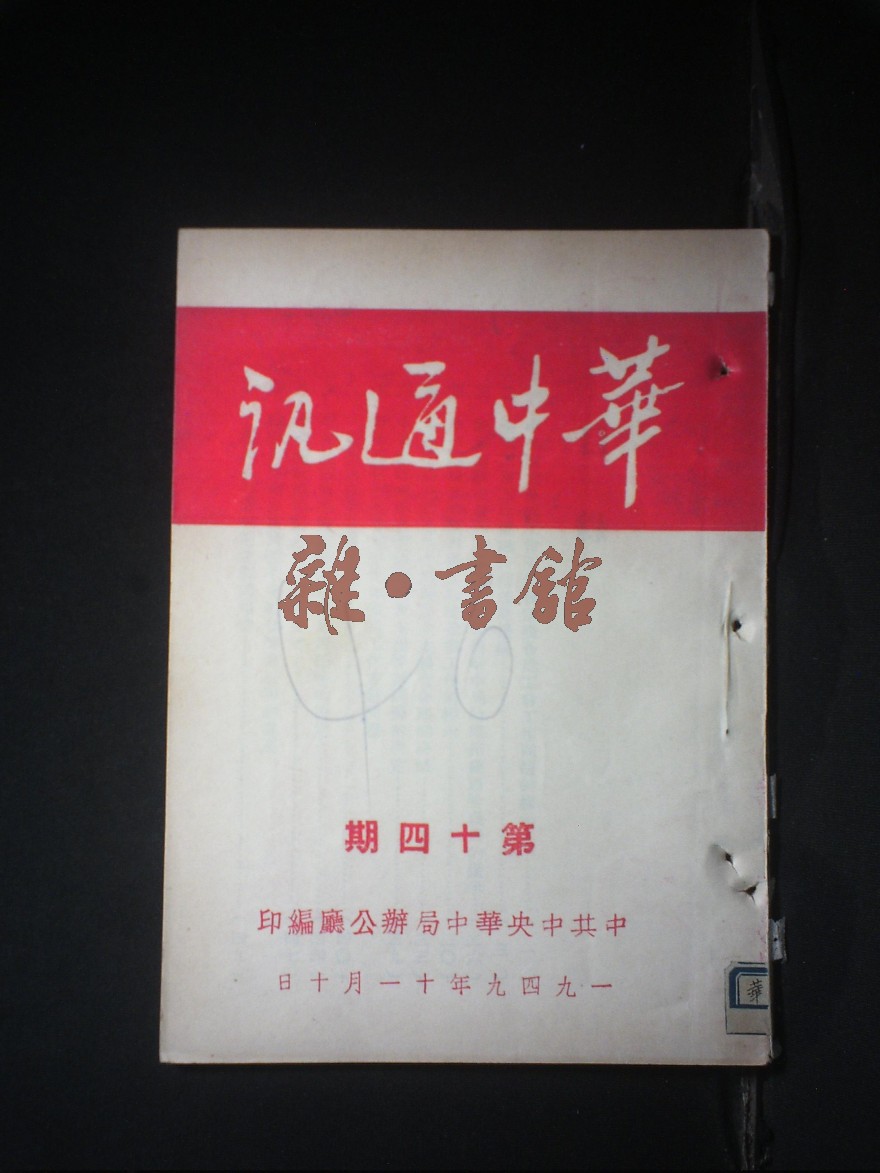 華中通訊
雜·書館
第十四期
中共中央華中局辦公廳編印
一九四九年十一月十日
華